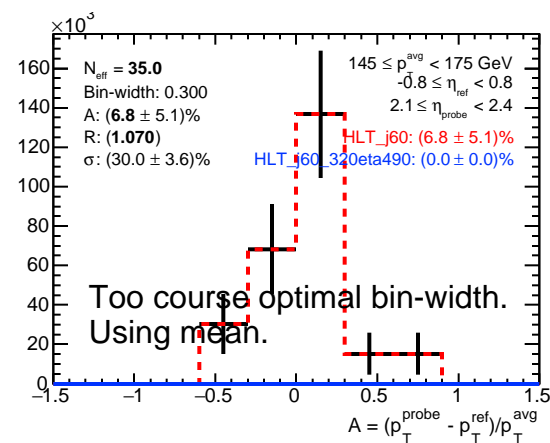 ×10³
N_eff = 35.0
Bin-width: 0.300
A: (6.8 ± 5.1)%
R: (1.070)
σ: (30.0 ± 3.6)%
145 ≤ p_T^avg < 175 GeV
-0.8 ≤ η_ref < 0.8
2.1 ≤ η_probe < 2.4
HLT_j60: (6.8 ± 5.1)%
HLT_j60_320eta490: (0.0 ± 0.0)%
Too course optimal bin-width.
Using mean.
160
140
120
100
80
60
40
20
0
−1.5 −1 −0.5 0 0.5 1 1.5
A = (p_T^probe - p_T^ref)/p_T^avg